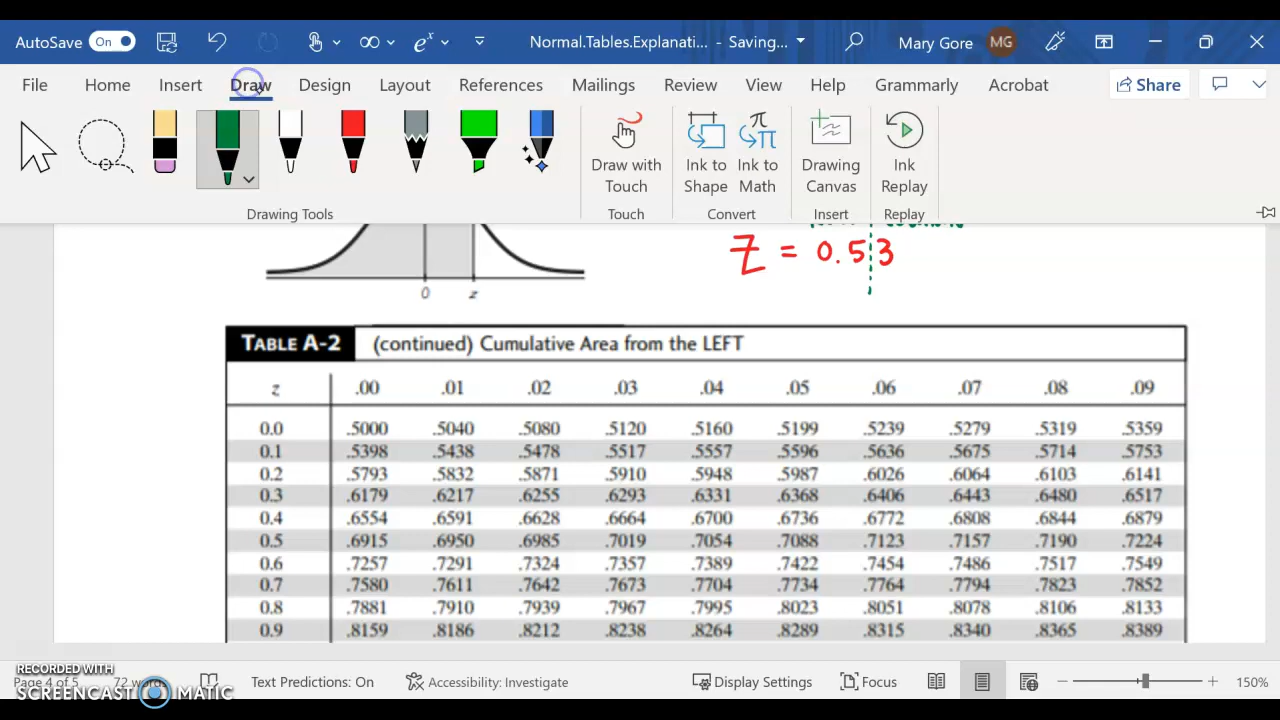 AutoSave On Normal.Tables.Explanati... - Saving... Mary Gore MG
File Home Insert Draw Design Layout References Mailings Review View Help Grammarly Acrobat Share
Draw with Touch
Ink to Shape
Ink to Math
Drawing Canvas
Ink Replay
Drawing Tools Touch Convert Insert Replay
Z = 0.53
0 z
TABLE A-2 (continued) Cumulative Area from the LEFT
z .00 .01 .02 .03 .04 .05 .06 .07 .08 .09
0.0 .5000 .5040 .5080 .5120 .5160 .5199 .5239 .5279 .5319 .5359
0.1 .5398 .5438 .5478 .5517 .5557 .5596 .5636 .5675 .5714 .5753
0.2 .5793 .5832 .5871 .5910 .5948 .5987 .6026 .6064 .6103 .6141
0.3 .6179 .6217 .6255 .6293 .6331 .6368 .6406 .6443 .6480 .6517
0.4 .6554 .6591 .6628 .6664 .6700 .6736 .6772 .6808 .6844 .6879
0.5 .6915 .6950 .6985 .7019 .7054 .7088 .7123 .7157 .7190 .7224
0.6 .7257 .7291 .7324 .7357 .7389 .7422 .7454 .7486 .7517 .7549
0.7 .7580 .7611 .7642 .7673 .7704 .7734 .7764 .7794 .7823 .7852
0.8 .7881 .7910 .7939 .7967 .7995 .8023 .8051 .8078 .8106 .8133
0.9 .8159 .8186 .8212 .8238 .8264 .8289 .8315 .8340 .8365 .8389
RECORDED WITH
SCREENCAST MATIC
Page 4 of 5 72 words Text Predictions: On Accessibility: Investigate Display Settings Focus 150%